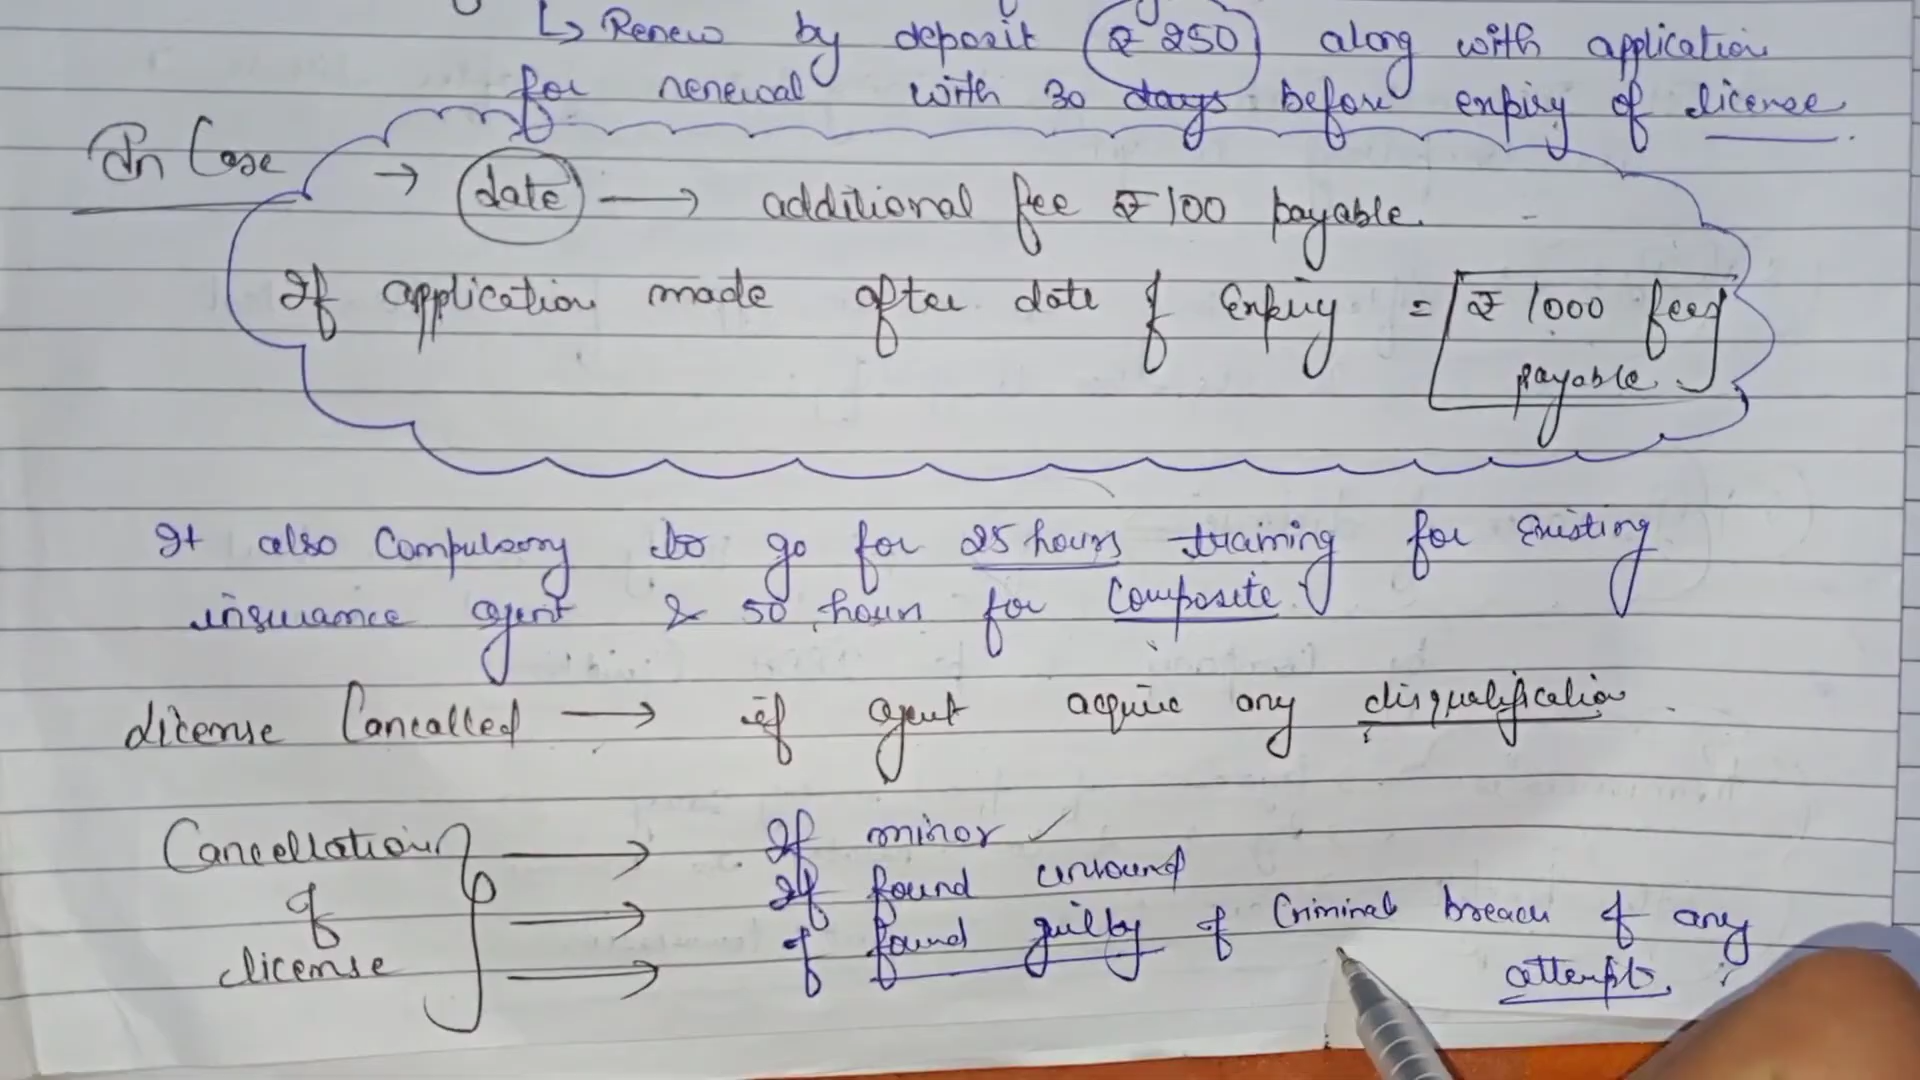 ↳ Renew by deposit ₹ 250 along with application
for renewal with 30 days before expiry of license.
In Case → date → additional fee ₹ 100 payable.
If application made after date of Expiry = ₹ 1000 fees
payable.
It also Compulsory to go for 25 hours training for Existing
insurance agent & 50 hours for Composite.
license Cancalled → if agent acquire any disqualification.
Cancellation of license
→ If minor ✓
→ If found unsound
→ If found guilty of Criminal breach of any
attempt.